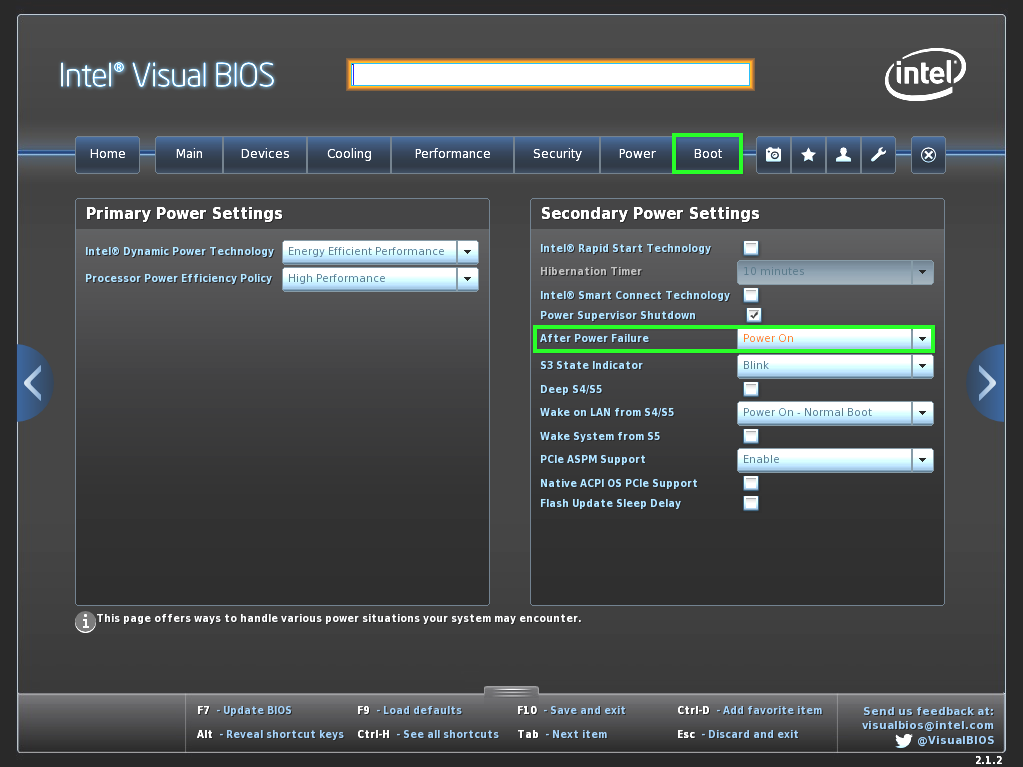 Intel® Visual BIOS
intel
Home Main Devices Cooling Performance Security Power Boot
Primary Power Settings
Intel® Dynamic Power Technology Energy Efficient Performance
Processor Power Efficiency Policy High Performance
Secondary Power Settings
Intel® Rapid Start Technology
Hibernation Timer 10 minutes
Intel® Smart Connect Technology
Power Supervisor Shutdown
After Power Failure Power On
S3 State Indicator Blink
Deep S4/S5
Wake on LAN from S4/S5 Power On - Normal Boot
Wake System from S5
PCIe ASPM Support Enable
Native ACPI OS PCIe Support
Flash Update Sleep Delay
This page offers ways to handle various power situations your system may encounter.
F7 - Update BIOS F9 - Load defaults F10 - Save and exit Ctrl-D - Add favorite item
Alt - Reveal shortcut keys Ctrl-H - See all shortcuts Tab - Next item Esc - Discard and exit
Send us feedback at:
visualbios@intel.com
@VisualBIOS
2.1.2